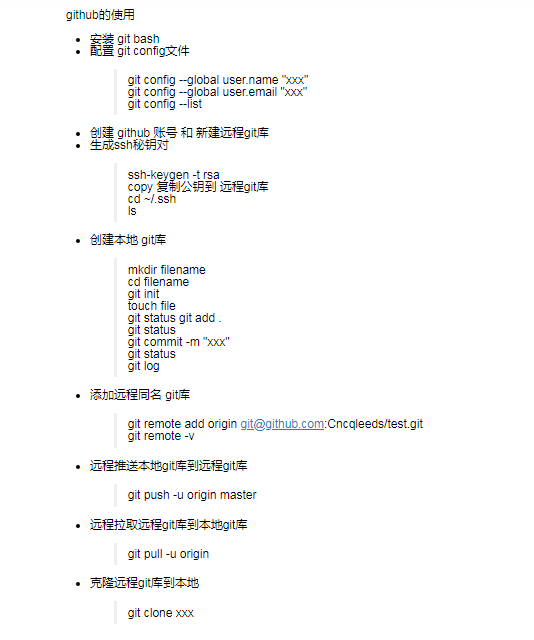 github的使用
安装 git bash
配置 git config文件
git config --global user.name "xxx"
git config --global user.email "xxx"
git config --list
创建 github 账号 和 新建远程git库
生成ssh秘钥对
ssh-keygen -t rsa
copy 复制公钥到 远程git库
cd ~/.ssh
ls
创建本地 git库
mkdir filename
cd filename
git init
touch file
git status git add .
git status
git commit -m "xxx"
git status
git log
添加远程同名 git库
git remote add origin git@github.com:Cncqleeds/test.git
git remote -v
远程推送本地git库到远程git库
git push -u origin master
远程拉取远程git库到本地git库
git pull -u origin
克隆远程git库到本地
git clone xxx